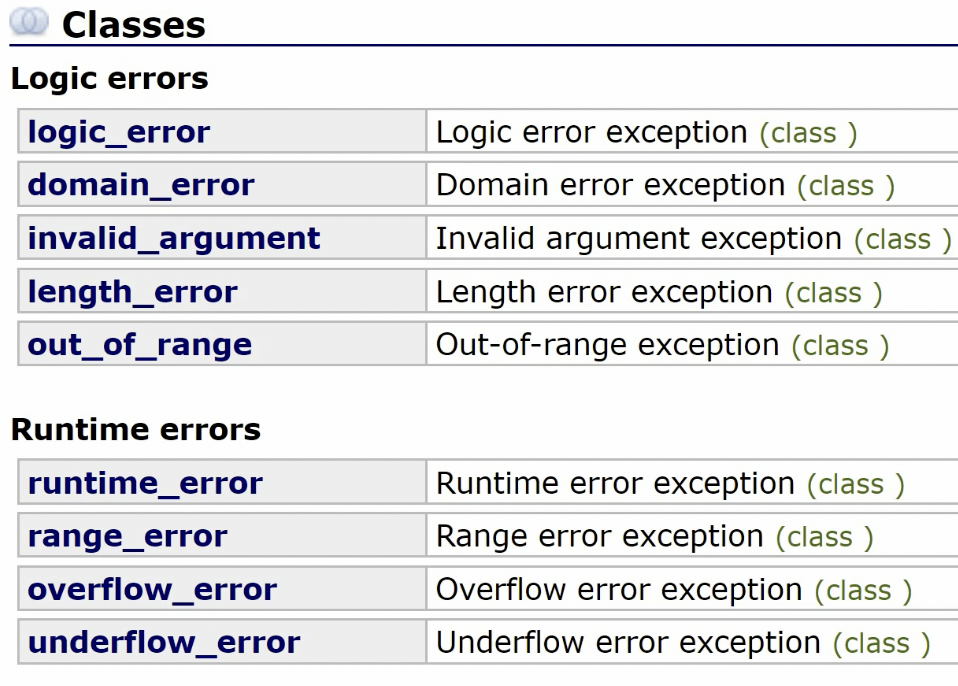 Classes
Logic errors
logic_error Logic error exception (class )
domain_error Domain error exception (class )
invalid_argument Invalid argument exception (class )
length_error Length error exception (class )
out_of_range Out-of-range exception (class )
Runtime errors
runtime_error Runtime error exception (class )
range_error Range error exception (class )
overflow_error Overflow error exception (class )
underflow_error Underflow error exception (class )